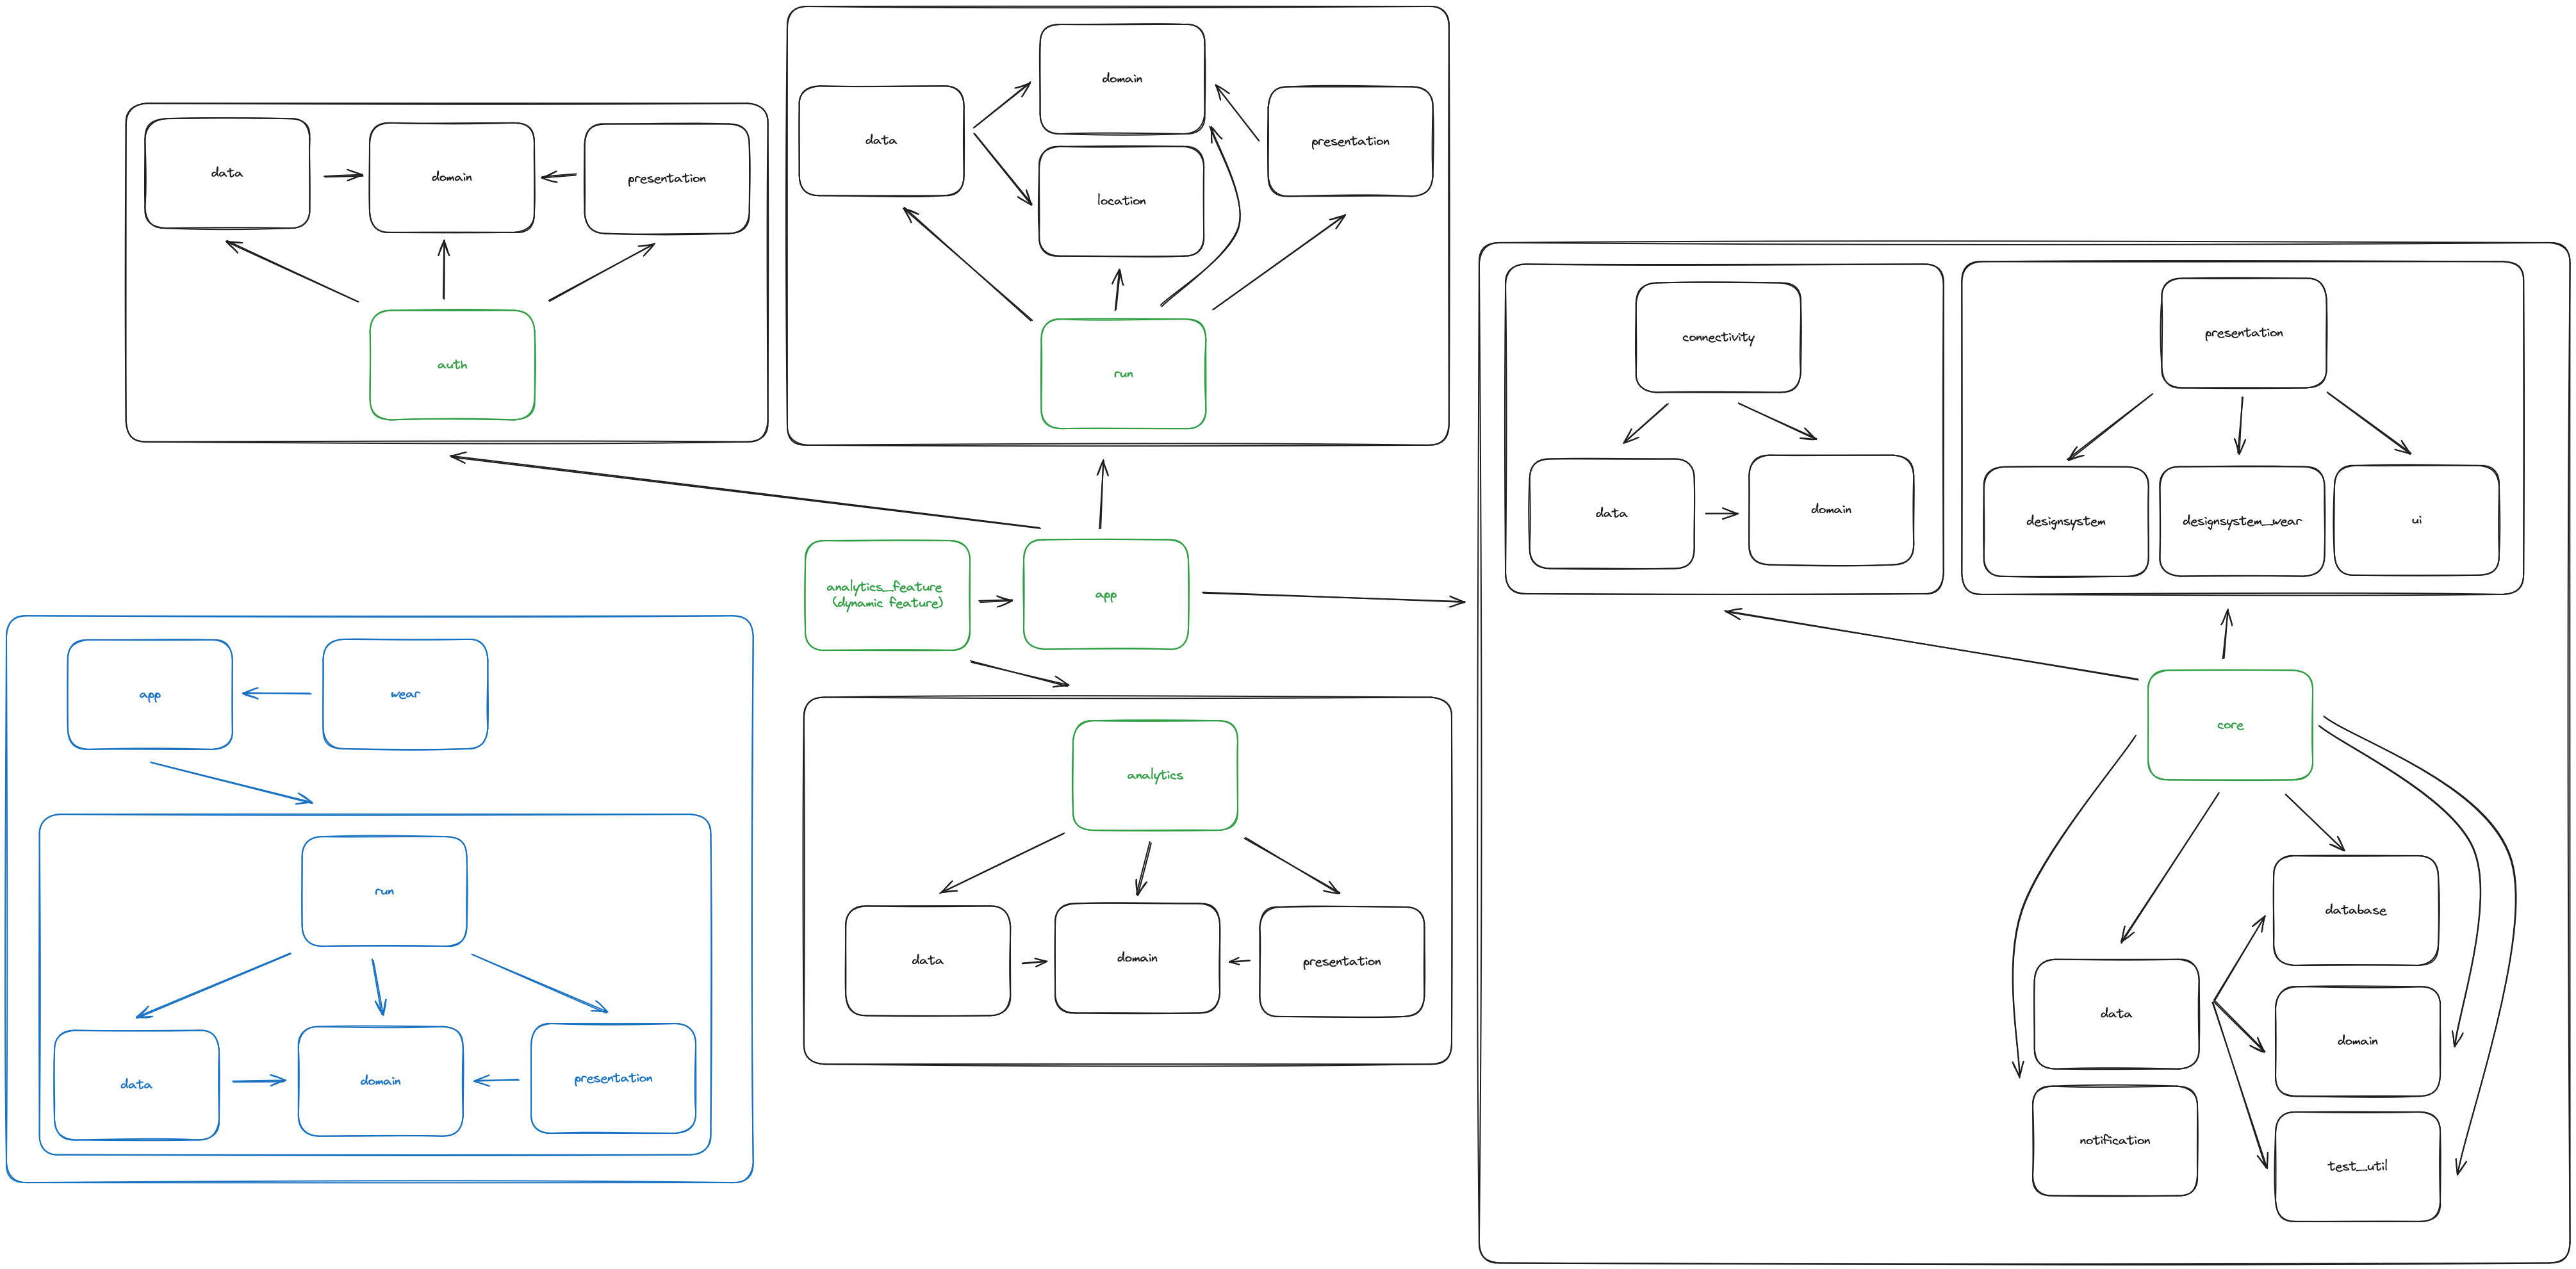 domain
data
presentation
location
run
data
domain
presentation
auth
connectivity
data
domain
presentation
designsystem
designsystem_wear
ui
analytics_feature
(dynamic feature)
app
core
database
data
domain
notification
test_util
app
wear
run
data
domain
presentation
analytics
data
domain
presentation